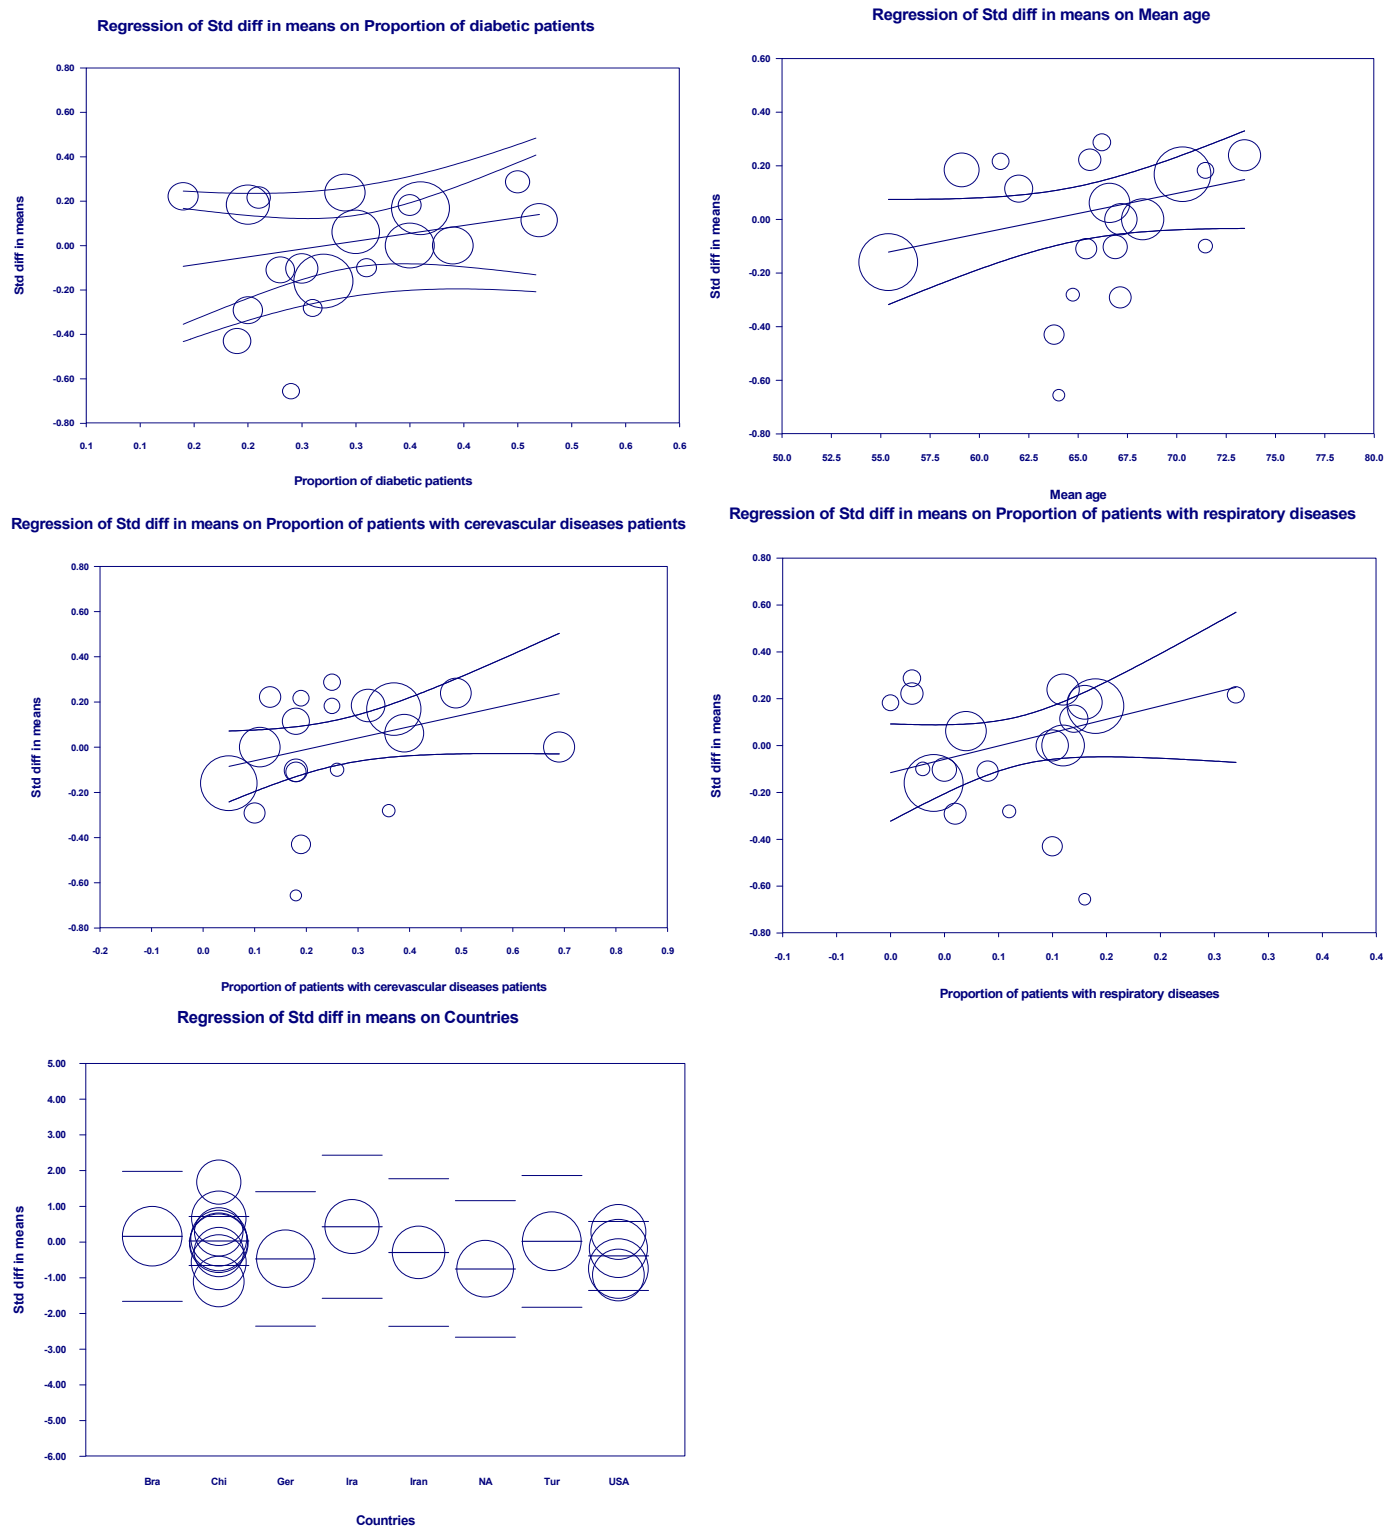 Regression of Std diff in means on Proportion of diabetic patients
0.80
0.60
0.40
0.20
0.00
-0.20
-0.40
-0.60
-0.80
Std diff in means
0.1 0.1 0.2 0.2 0.3 0.3 0.4 0.4 0.5 0.5 0.6 0.6
Proportion of diabetic patients
Regression of Std diff in means on Mean age
0.60
0.40
0.20
0.00
-0.20
-0.40
-0.60
-0.80
Std diff in means
50.0 52.5 55.0 57.5 60.0 62.5 65.0 67.5 70.0 72.5 75.0 77.5 80.0
Mean age
Regression of Std diff in means on Proportion of patients with cerevascular diseases patients
0.80
0.60
0.40
0.20
0.00
-0.20
-0.40
-0.60
-0.80
Std diff in means
-0.2 -0.1 0.0 0.1 0.2 0.3 0.4 0.5 0.6 0.7 0.8 0.9
Proportion of patients with cerevascular diseases patients
Regression of Std diff in means on Proportion of patients with respiratory diseases
0.80
0.60
0.40
0.20
0.00
-0.20
-0.40
-0.60
-0.80
Std diff in means
-0.1 -0.1 0.0 0.0 0.1 0.1 0.2 0.2 0.3 0.3 0.4 0.4
Proportion of patients with respiratory diseases
Regression of Std diff in means on Countries
5.00
4.00
3.00
2.00
1.00
0.00
-1.00
-2.00
-3.00
-4.00
-5.00
-6.00
Std diff in means
Bra Chi Ger Ira Iran NA Tur USA
Countries